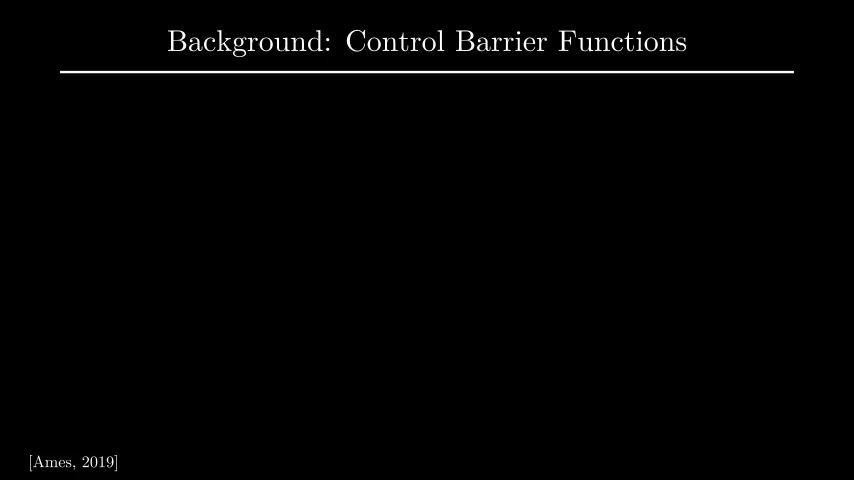 Background: Control Barrier Functions
[Ames, 2019]